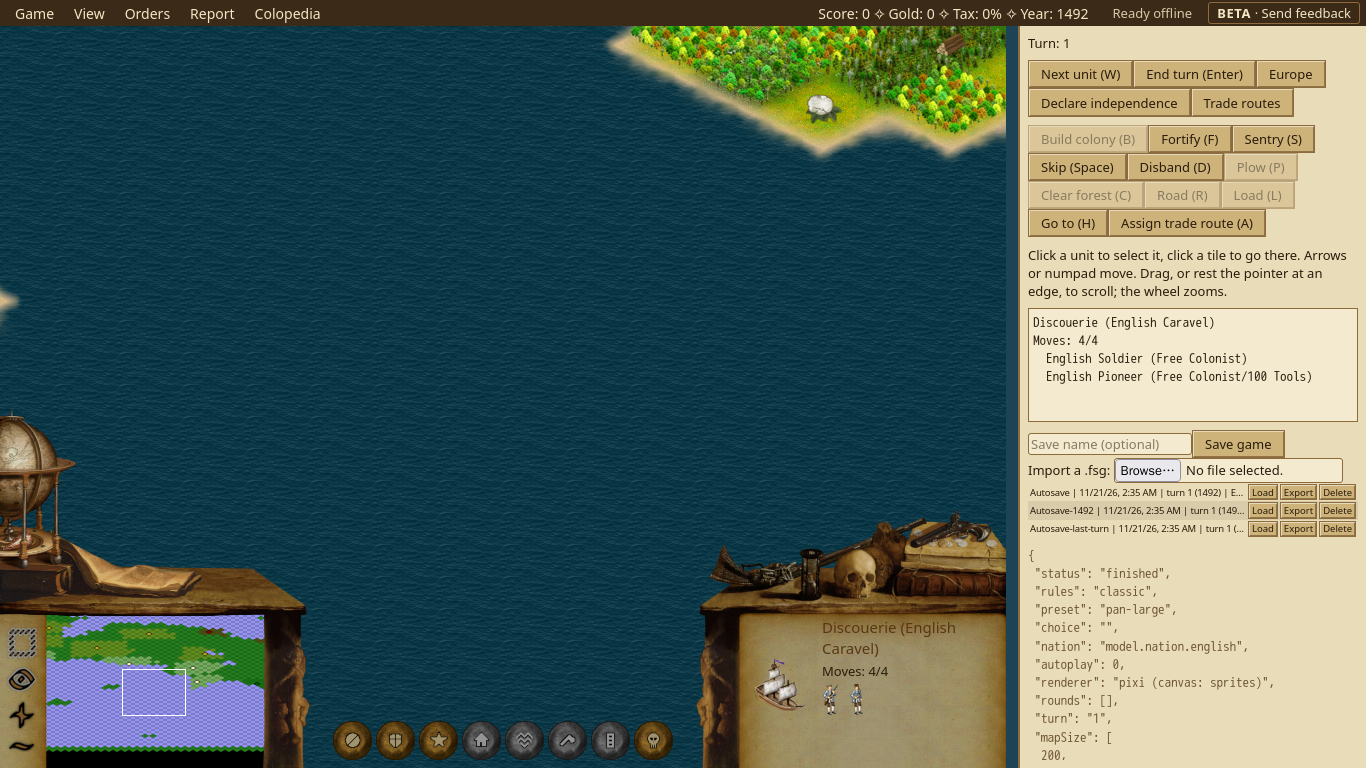 Game View Orders Report Colopedia Score: 0 ✧ Gold: 0 ✧ Tax: 0% ✧ Year: 1492 Ready offline BETA · Send feedback
Turn: 1
Next unit (W) End turn (Enter) Europe
Declare independence Trade routes
Build colony (B) Fortify (F) Sentry (S)
Skip (Space) Disband (D) Plow (P)
Clear forest (C) Road (R) Load (L)
Go to (H) Assign trade route (A)
Click a unit to select it, click a tile to go there. Arrows
or numpad move. Drag, or rest the pointer at an
edge, to scroll; the wheel zooms.
Discouerie (English Caravel)
Moves: 4/4
English Soldier (Free Colonist)
English Pioneer (Free Colonist/100 Tools)
Save name (optional) Save game
Import a .fsg: Browse... No file selected.
Autosave | 11/21/26, 2:35 AM | turn 1 (1492) | E... Load Export Delete
Autosave-1492 | 11/21/26, 2:35 AM | turn 1 (149... Load Export Delete
Autosave-last-turn | 11/21/26, 2:35 AM | turn 1 (... Load Export Delete
{
"status": "finished",
"rules": "classic",
"preset": "pan-large",
"choice": "",
"nation": "model.nation.english",
"autoplay": 0,
"renderer": "pixi (canvas: sprites)",
"rounds": [],
"turn": "1",
"mapSize": [
200,
Discouerie (English
Caravel)
Moves: 4/4